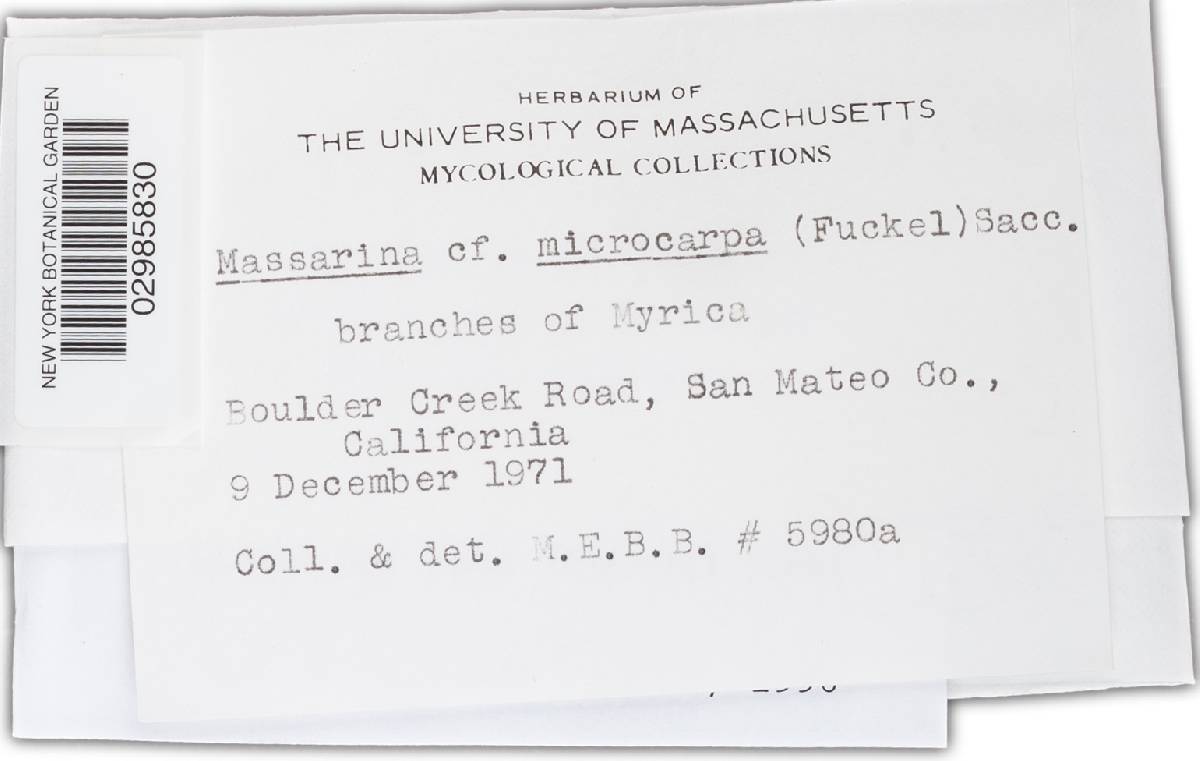 NEW YORK BOTANICAL GARDEN
02985830
HERBARIUM OF
THE UNIVERSITY OF MASSACHUSETTS
MYCOLOGICAL COLLECTIONS
Massarina cf. microcarpa (Fuckel)Sacc.
branches of Myrica
Boulder Creek Road, San Mateo Co.,
California
9 December 1971
Coll. & det. M.E.B.B. # 5980a